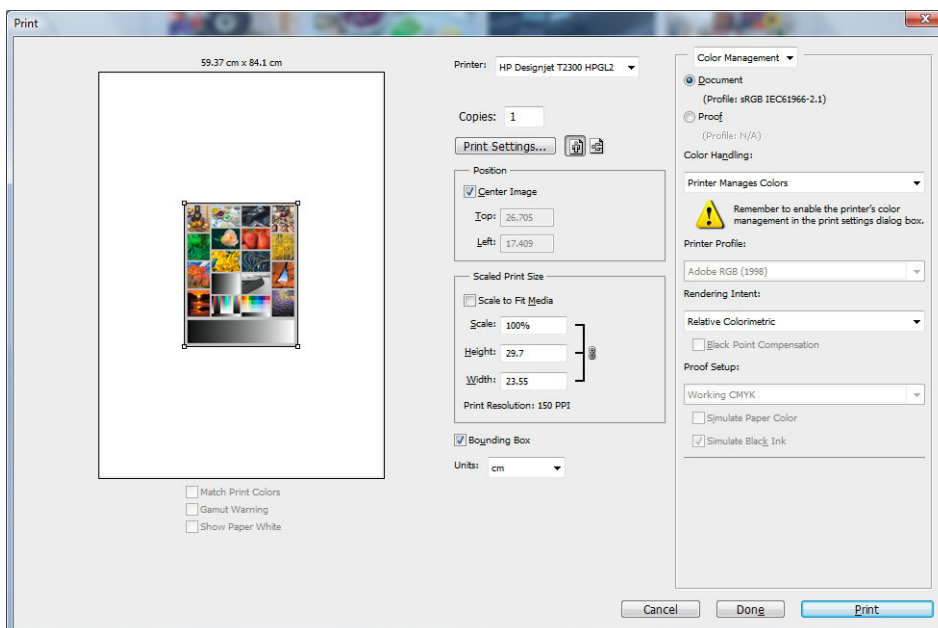 Print
59.37 cm x 84.1 cm
Match Print Colors
Gamut Warning
Show Paper White
Printer: HP Designjet T2300 HPGL2
Copies: 1
Print Settings...
Position
Center Image
Top: 26.705
Left: 17.409
Scaled Print Size
Scale to Fit Media
Scale: 100%
Height: 29.7
Width: 23.55
Print Resolution: 150 PPI
Bounding Box
Units: cm
Color Management
Document
(Profile: sRGB IEC61966-2.1)
Proof
(Profile: N/A)
Color Handling:
Printer Manages Colors
Remember to enable the printer's color
management in the print settings dialog box.
Printer Profile:
Adobe RGB (1998)
Rendering Intent:
Relative Colorimetric
Black Point Compensation
Proof Setup:
Working CMYK
Simulate Paper Color
Simulate Black Ink
Cancel
Done
Print